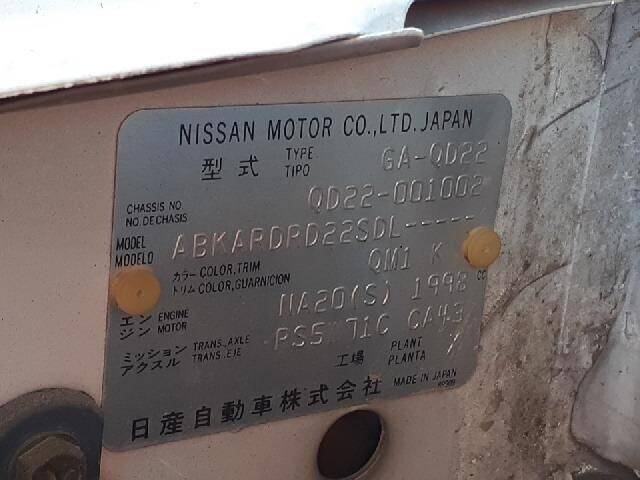 NISSAN MOTOR CO.,LTD. JAPAN
型式 TYPE TIPO GA-QD22
CHASSIS NO. NO. DE CHASIS QD22-001002
MODEL MODELO ABKARDRD22SDL-----
カラー COLOR,TRIM トリム COLOR,GUARNICION QM1 K
エンジン ENGINE MOTOR NA20(S) 1998 CC
ミッション アクスル TRANS.,AXLE TRANS.,EJE PS5W71C CA43
工場 PLANT PLANTA
日産自動車株式会社 MADE IN JAPAN